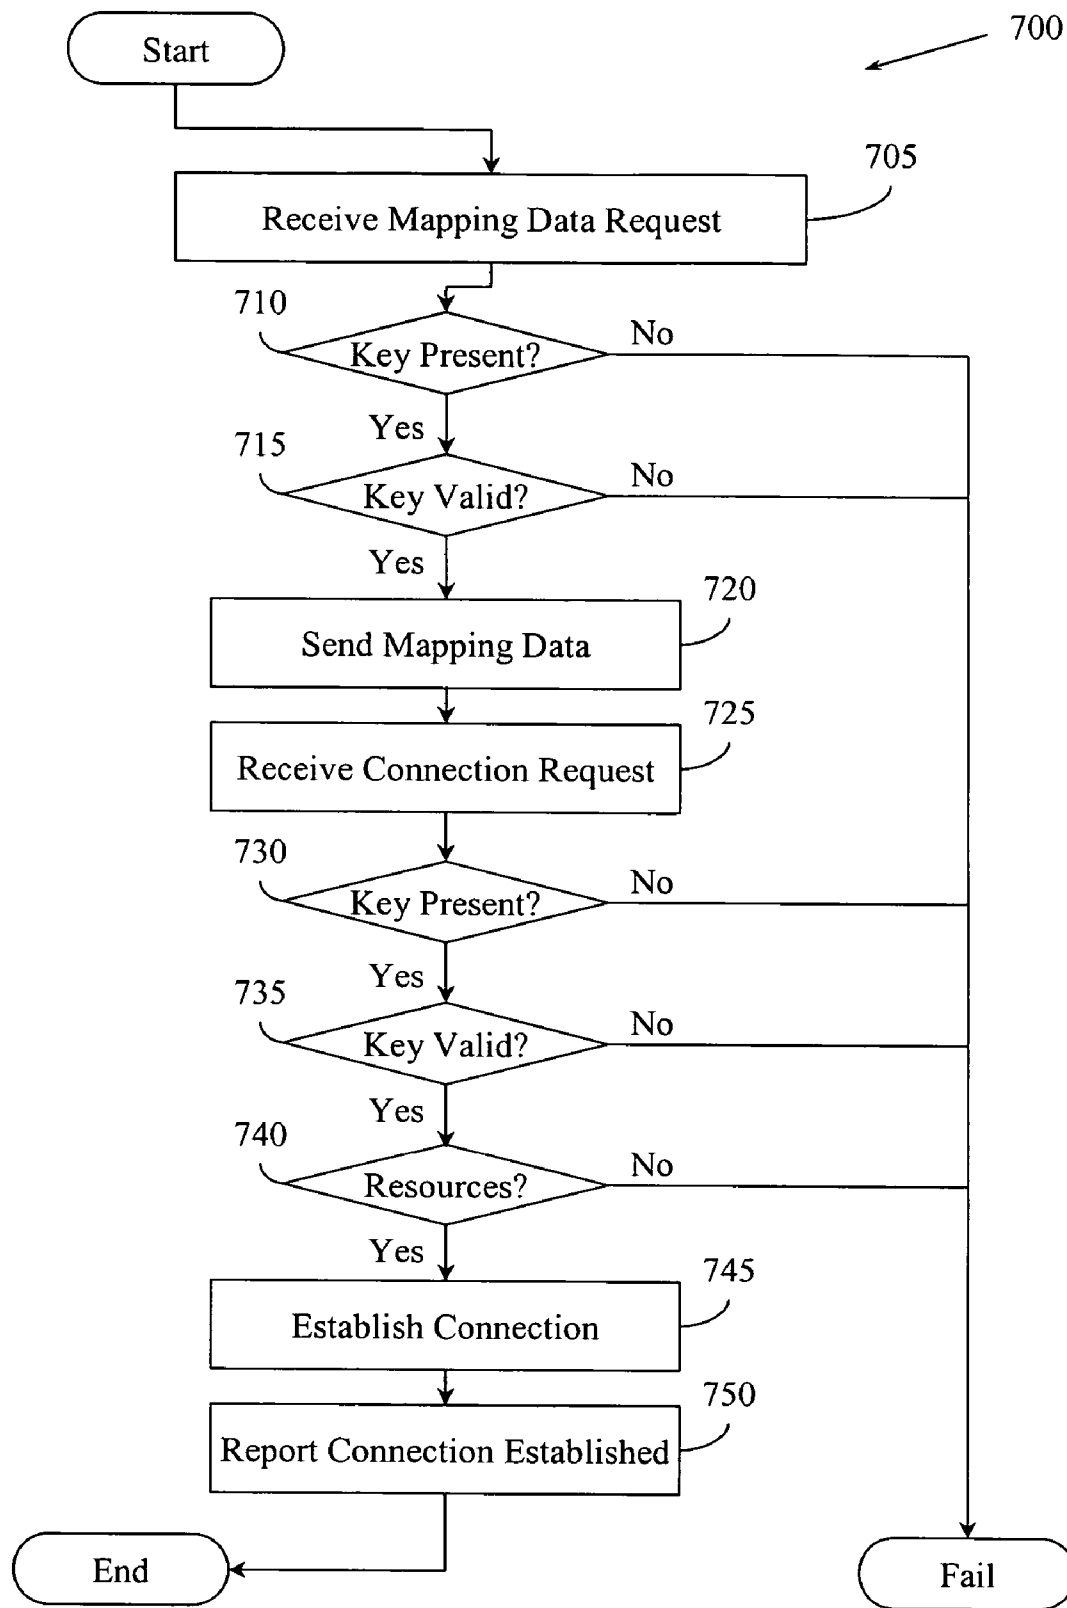 Start
700
705
Receive Mapping Data Request
710
Key Present?
No
Yes
715
Key Valid?
No
Yes
720
Send Mapping Data
725
Receive Connection Request
730
Key Present?
No
Yes
735
Key Valid?
No
Yes
740
Resources?
No
Yes
745
Establish Connection
750
Report Connection Established
End
Fail